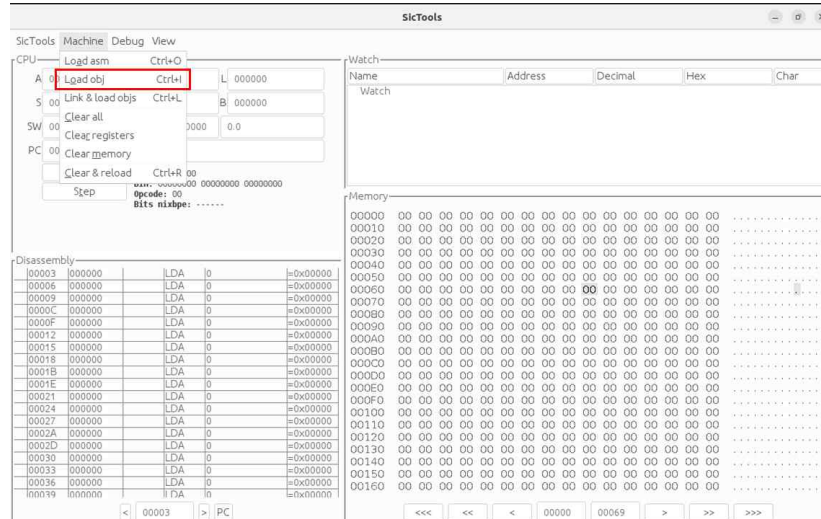 SicTools
SicTools Machine Debug View
CPU
Load asm Ctrl+O
A 00 Load obj Ctrl+I L 000000
S 00 Link & load objs Ctrl+L B 000000
Clear all
SW 00 0000 0.0
Clear registers
PC 00 Clear memory
Clear & reload Ctrl+R 00
Step 00000000 00000000 00000000
Opcode: 00
Bits nixbpe: ------
Disassembly
00003 000000 LDA 0 =0x00000
00006 000000 LDA 0 =0x00000
00009 000000 LDA 0 =0x00000
0000C 000000 LDA 0 =0x00000
0000F 000000 LDA 0 =0x00000
00012 000000 LDA 0 =0x00000
00015 000000 LDA 0 =0x00000
00018 000000 LDA 0 =0x00000
0001B 000000 LDA 0 =0x00000
0001E 000000 LDA 0 =0x00000
00021 000000 LDA 0 =0x00000
00024 000000 LDA 0 =0x00000
00027 000000 LDA 0 =0x00000
0002A 000000 LDA 0 =0x00000
0002D 000000 LDA 0 =0x00000
00030 000000 LDA 0 =0x00000
00033 000000 LDA 0 =0x00000
00036 000000 LDA 0 =0x00000
00039 000000 LDA 0 =0x00000
< 00003 > PC
Watch
Name Address Decimal Hex Char
Watch
Memory
00000 00 00 00 00 00 00 00 00 00 00 00 00 00 00 00 00 .............
00010 00 00 00 00 00 00 00 00 00 00 00 00 00 00 00 00 .............
00020 00 00 00 00 00 00 00 00 00 00 00 00 00 00 00 00 .............
00030 00 00 00 00 00 00 00 00 00 00 00 00 00 00 00 00 .............
00040 00 00 00 00 00 00 00 00 00 00 00 00 00 00 00 00 .............
00050 00 00 00 00 00 00 00 00 00 00 00 00 00 00 00 00 .............
00060 00 00 00 00 00 00 00 00 00 00 00 00 00 00 00 00 .............
00070 00 00 00 00 00 00 00 00 00 00 00 00 00 00 00 00 .............
00080 00 00 00 00 00 00 00 00 00 00 00 00 00 00 00 00 .............
00090 00 00 00 00 00 00 00 00 00 00 00 00 00 00 00 00 .............
000A0 00 00 00 00 00 00 00 00 00 00 00 00 00 00 00 00 .............
000B0 00 00 00 00 00 00 00 00 00 00 00 00 00 00 00 00 .............
000C0 00 00 00 00 00 00 00 00 00 00 00 00 00 00 00 00 .............
000D0 00 00 00 00 00 00 00 00 00 00 00 00 00 00 00 00 .............
000E0 00 00 00 00 00 00 00 00 00 00 00 00 00 00 00 00 .............
000F0 00 00 00 00 00 00 00 00 00 00 00 00 00 00 00 00 .............
00100 00 00 00 00 00 00 00 00 00 00 00 00 00 00 00 00 .............
00110 00 00 00 00 00 00 00 00 00 00 00 00 00 00 00 00 .............
00120 00 00 00 00 00 00 00 00 00 00 00 00 00 00 00 00 .............
00130 00 00 00 00 00 00 00 00 00 00 00 00 00 00 00 00 .............
00140 00 00 00 00 00 00 00 00 00 00 00 00 00 00 00 00 .............
00150 00 00 00 00 00 00 00 00 00 00 00 00 00 00 00 00 .............
00160 00 00 00 00 00 00 00 00 00 00 00 00 00 00 00 00 .............
<<< << < 00000 00069 > >> >>>